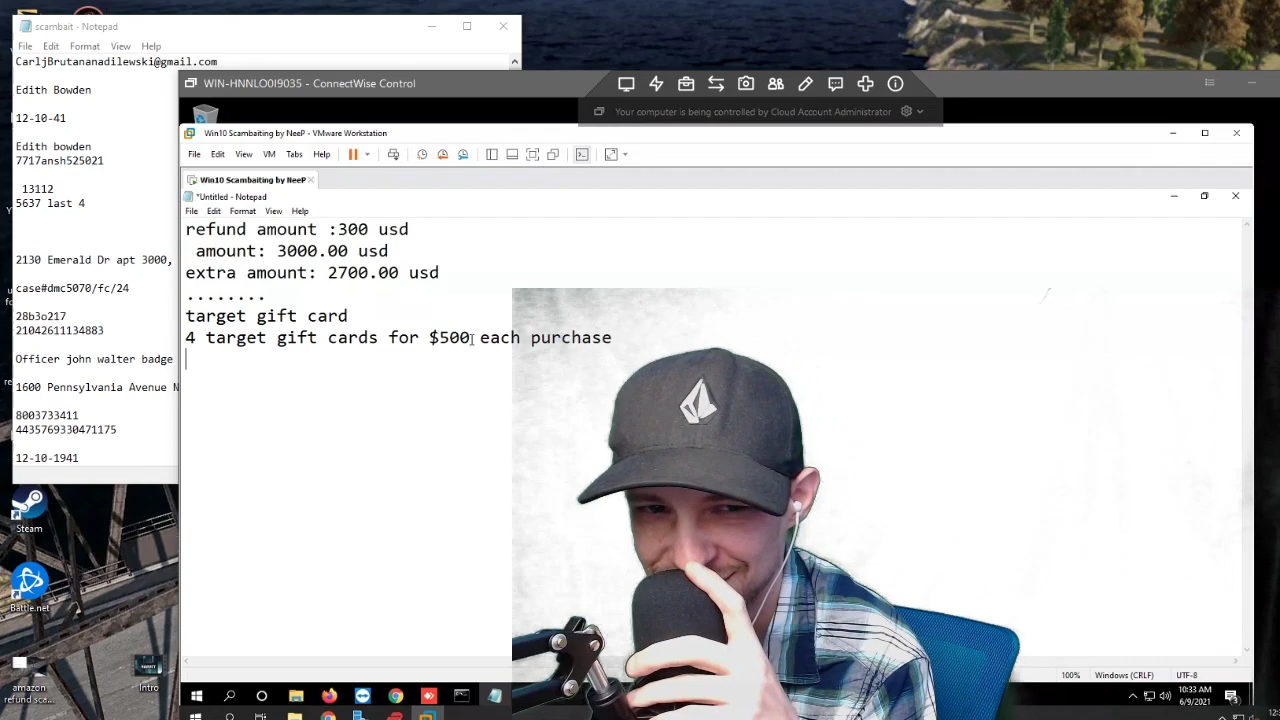 scambait - Notepad
File Edit Format View Help
CarljBrutananadilewski@gmail.com
Edith Bowden
12-10-41
Edith bowden
7717ansh525021
13112
5637 last 4
2130 Emerald Dr apt 3000,
case#dmc5070/fc/24
28b3o217
21042611134883
Officer john walter badge
1600 Pennsylvania Avenue N
8003733411
4435769330471175
12-10-1941
Steam
Battle.net
amazon
refund sca...
Intro
WIN-HNNLO0I9035 - ConnectWise Control
Your computer is being controlled by Cloud Account Administrator
Win10 Scambaiting by NeeP - VMware Workstation
File Edit View VM Tabs Help
Win10 Scambaiting by NeeP
*Untitled - Notepad
File Edit Format View Help
refund amount :300 usd
amount: 3000.00 usd
extra amount: 2700.00 usd
........
target gift card
4 target gift cards for $500 each purchase
100% Windows (CRLF) UTF-8
10:33 AM
6/9/2021
3